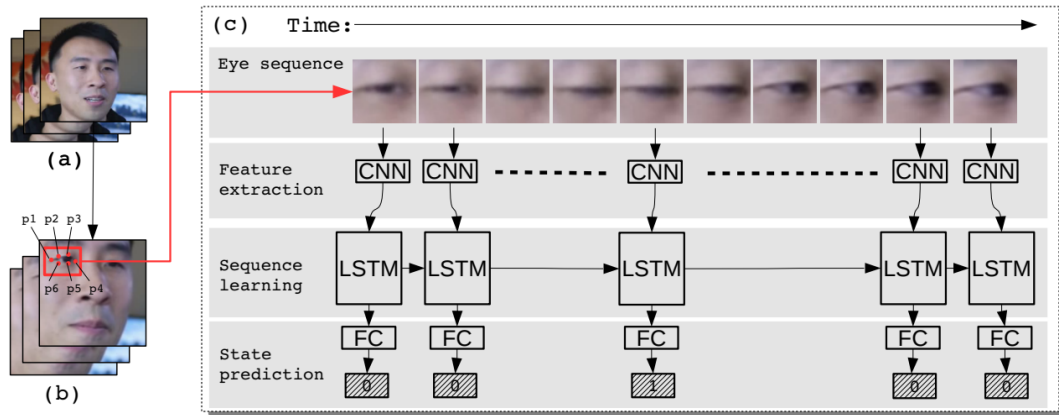 (c) Time:
Eye sequence
(a)
Feature
extraction
CNN CNN CNN CNN CNN
p1 p2 p3
p6 p5 p4
Sequence
learning
LSTM LSTM LSTM LSTM LSTM
FC FC FC FC FC
State
prediction
0 0 1 0 0
(b)